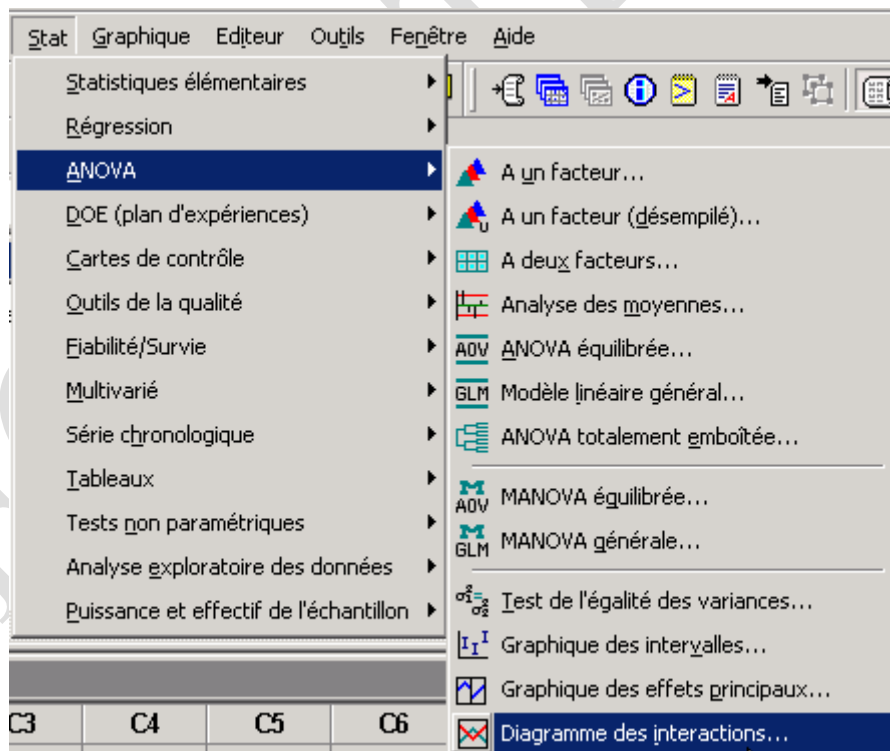 Stat Graphique Editeur Outils Fenêtre Aide
Statistiques élémentaires
Régression
ANOVA
DOE (plan d'expériences)
Cartes de contrôle
Outils de la qualité
Fiabilité/Survie
Multivarié
Série chronologique
Tableaux
Tests non paramétriques
Analyse exploratoire des données
Puissance et effectif de l'échantillon
A un facteur...
A un facteur (désempilé)...
A deux facteurs...
Analyse des moyennes...
AOV ANOVA équilibrée...
GLM Modèle linéaire général...
ANOVA totalement emboîtée...
M AOV MANOVA équilibrée...
M GLM MANOVA générale...
Test de l'égalité des variances...
Graphique des intervalles...
Graphique des effets principaux...
Diagramme des interactions...
C3 C4 C5 C6